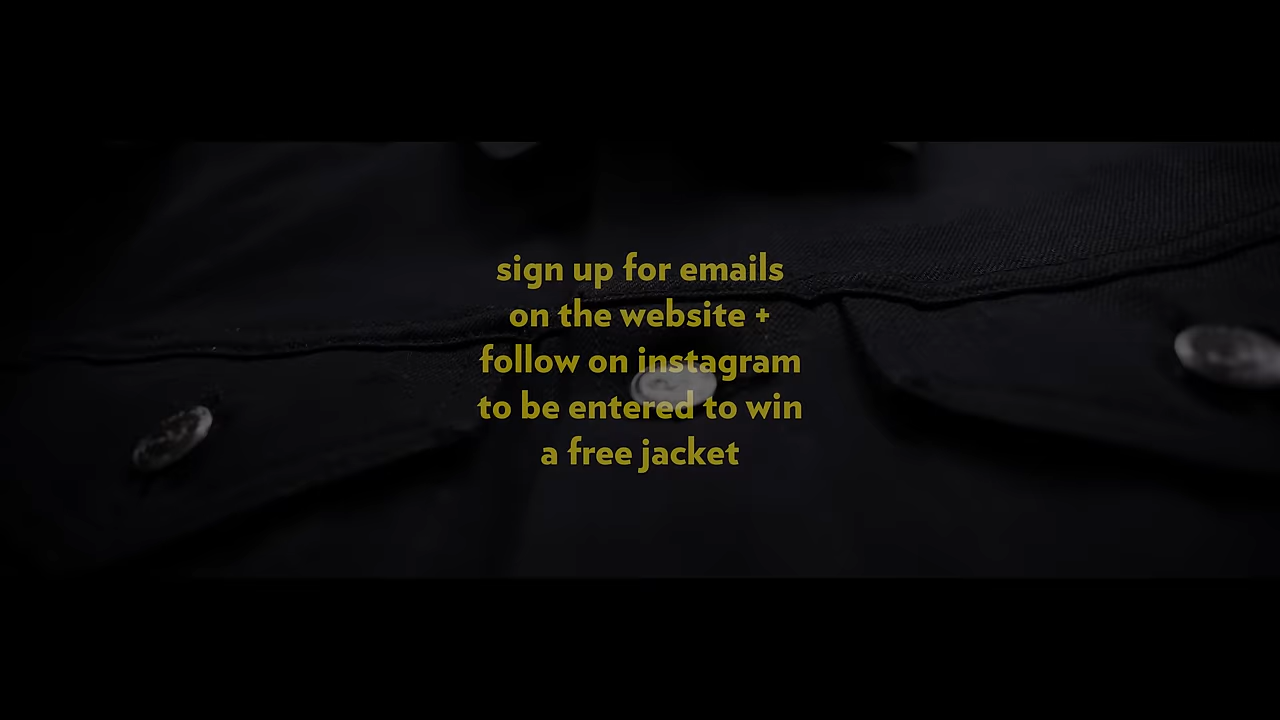 sign up for emails
on the website +
follow on instagram
to be entered to win
a free jacket